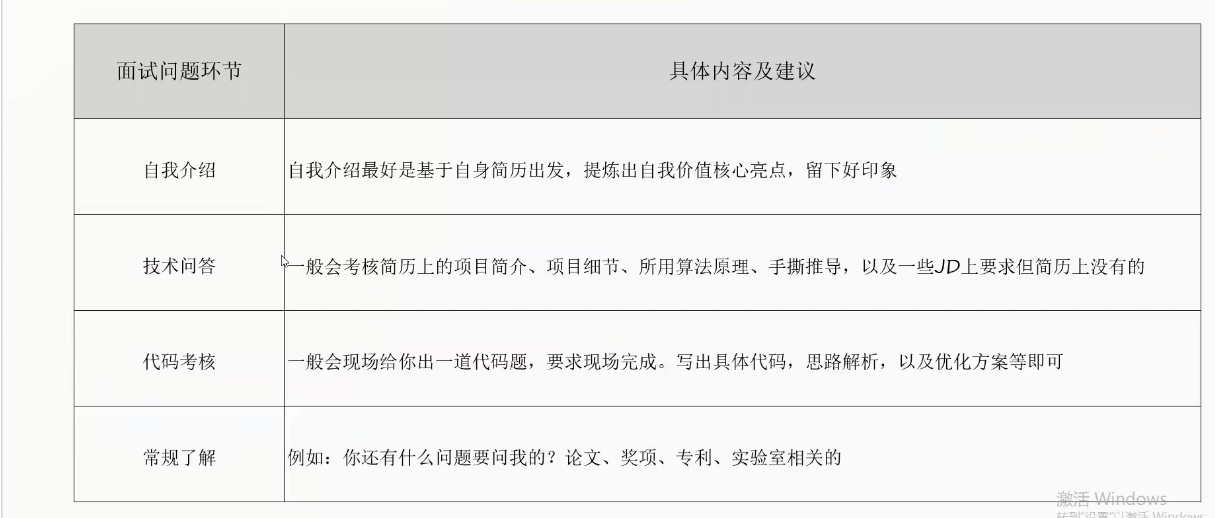 面试问题环节
具体内容及建议
自我介绍
自我介绍最好是基于自身简历出发，提炼出自我价值核心亮点，留下好印象
技术问答
一般会考核简历上的项目简介、项目细节、所用算法原理、手撕推导，以及一些JD上要求但简历上没有的
代码考核
一般会现场给你出一道代码题，要求现场完成。写出具体代码，思路解析，以及优化方案等即可
常规了解
例如：你还有什么问题要问我的？论文、奖项、专利、实验室相关的
激活 Windows
转到"设置"以激活 Windows